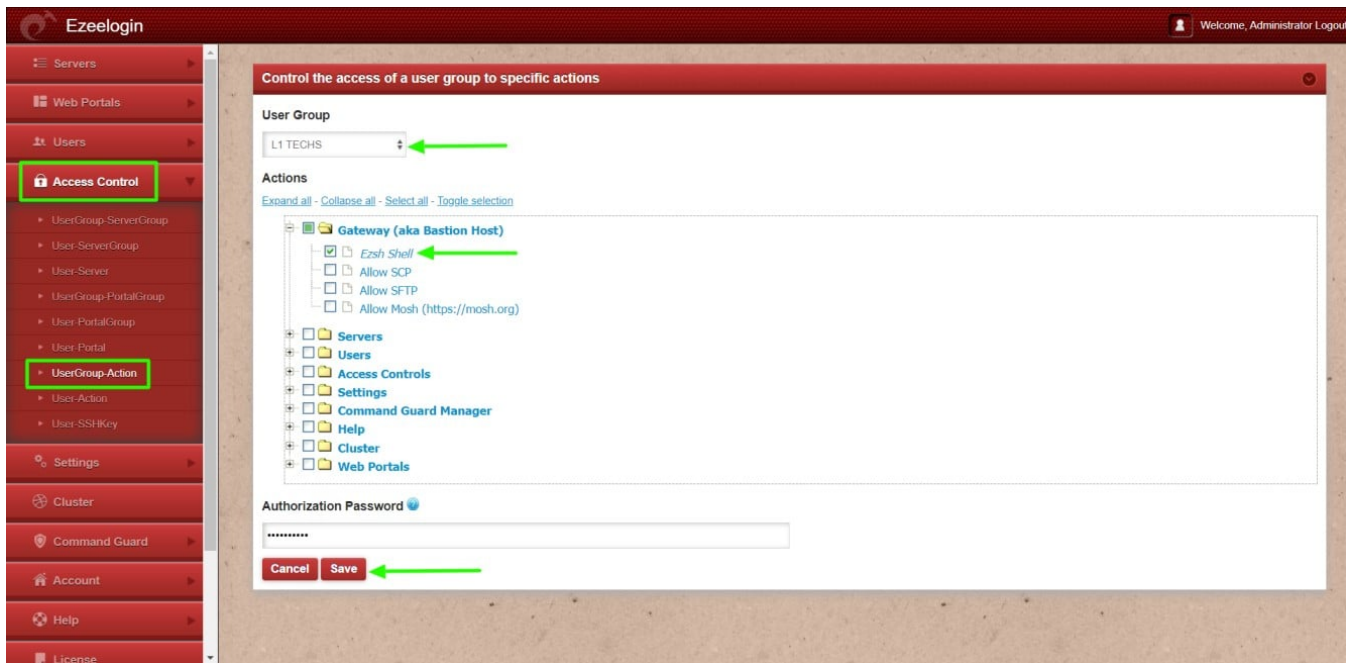 Ezeelogin
Welcome, Administrator Logout
Servers
Web Portals
Users
Access Control
UserGroup-ServerGroup
User-ServerGroup
User-Server
UserGroup-PortalGroup
User-PortalGroup
User-Portal
UserGroup-Action
User-Action
User-SSHKey
Settings
Cluster
Command Guard
Account
Help
License
Control the access of a user group to specific actions
User Group
L1 TECHS
Actions
Expand all - Collapse all - Select all - Toggle selection
Gateway (aka Bastion Host)
Ezsh Shell
Allow SCP
Allow SFTP
Allow Mosh (https://mosh.org)
Servers
Users
Access Controls
Settings
Command Guard Manager
Help
Cluster
Web Portals
Authorization Password
••••••••••
Cancel Save